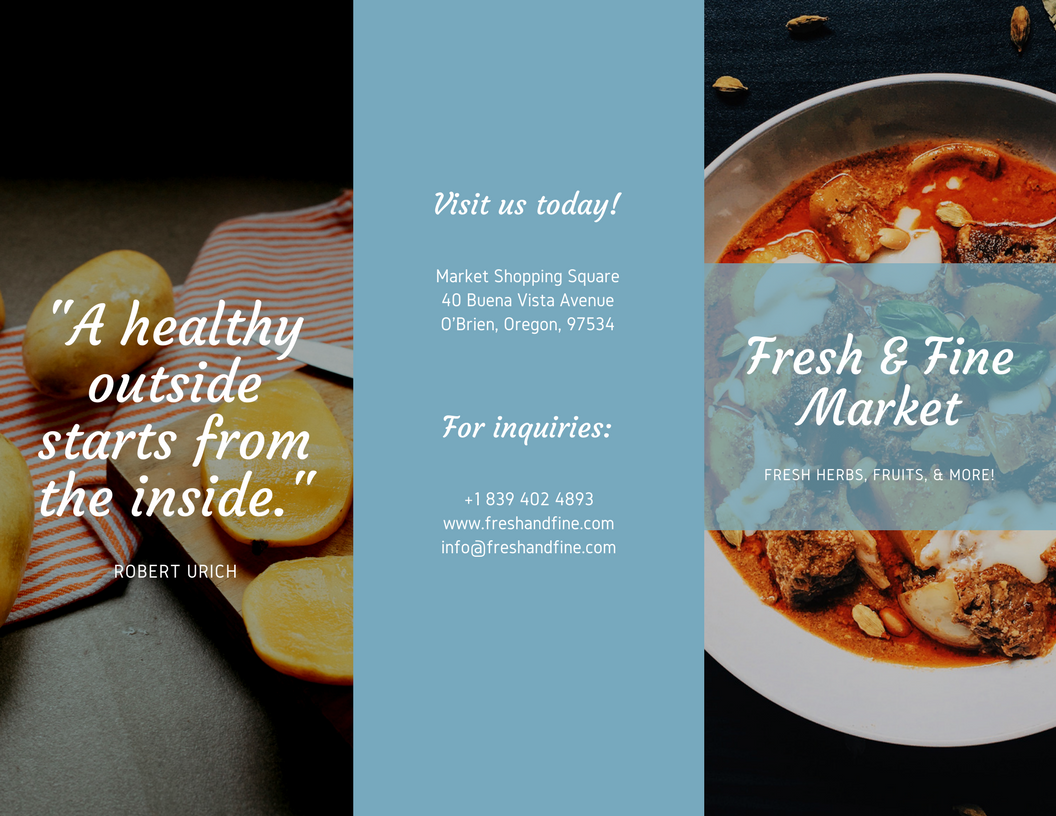 "A healthy
outside
starts from
the inside."
ROBERT URICH
Visit us today!
Market Shopping Square
40 Buena Vista Avenue
O'Brien, Oregon, 97534
For inquiries:
+1 839 402 4893
www.freshandfine.com
info@freshandfine.com
Fresh & Fine
Market
FRESH HERBS, FRUITS, & MORE!